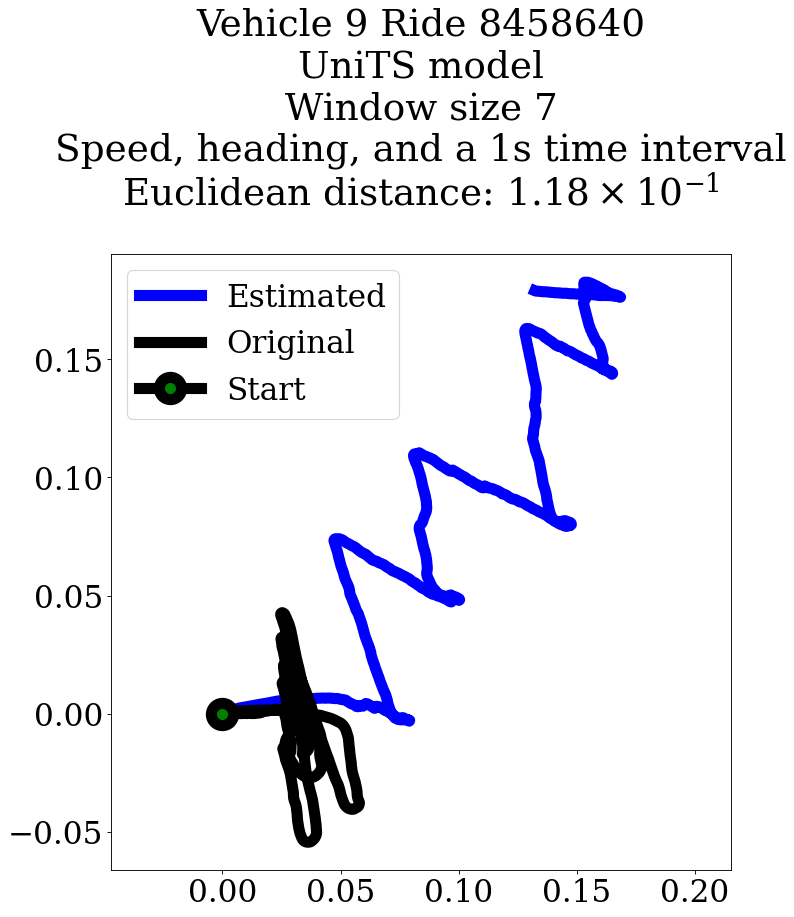 Vehicle 9 Ride 8458640
UniTS model
Window size 7
Speed, heading, and a 1s time interval
Euclidean distance: 1.18 × 10⁻¹
Estimated
Original
Start
0.15
0.10
0.05
0.00
−0.05
0.00 0.05 0.10 0.15 0.20